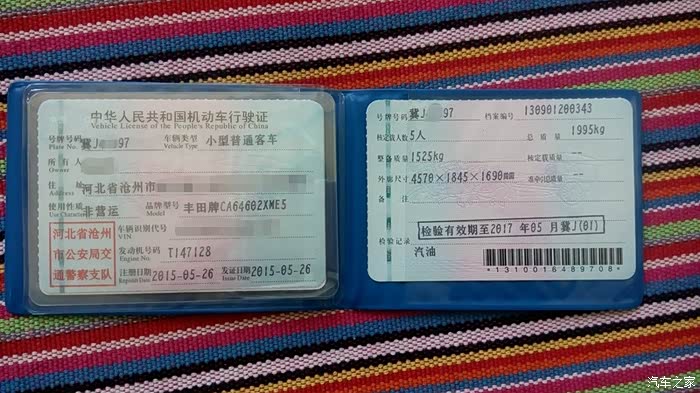 中华人民共和国机动车行驶证
Vehicle License of the People's Republic of China
号牌号码 冀J 97 车辆类型 小型普通客车
Plate No. Vehicle Type
所有人
Owner
住址 河北省沧州市
Address
使用性质 非营运 品牌型号 丰田牌CA64602XME5
Use Character Model
河北省沧州市公安局交通警察支队
车辆识别代号
VIN
发动机号码 T147128
Engine No.
注册日期 2015-05-26 发证日期 2015-05-26
Register Date Issue Date
号牌号码 冀J 97 档案编号 130901200343
核定载人数 5人 总质量 1995kg
整备质量 1525kg 核定载质量 --
外廓尺寸 4570×1845×1690mm 准牵引总质量 --
备注
检验有效期至2017年05月冀J(01)
检验记录
汽油
*1310016489708*
汽车之家